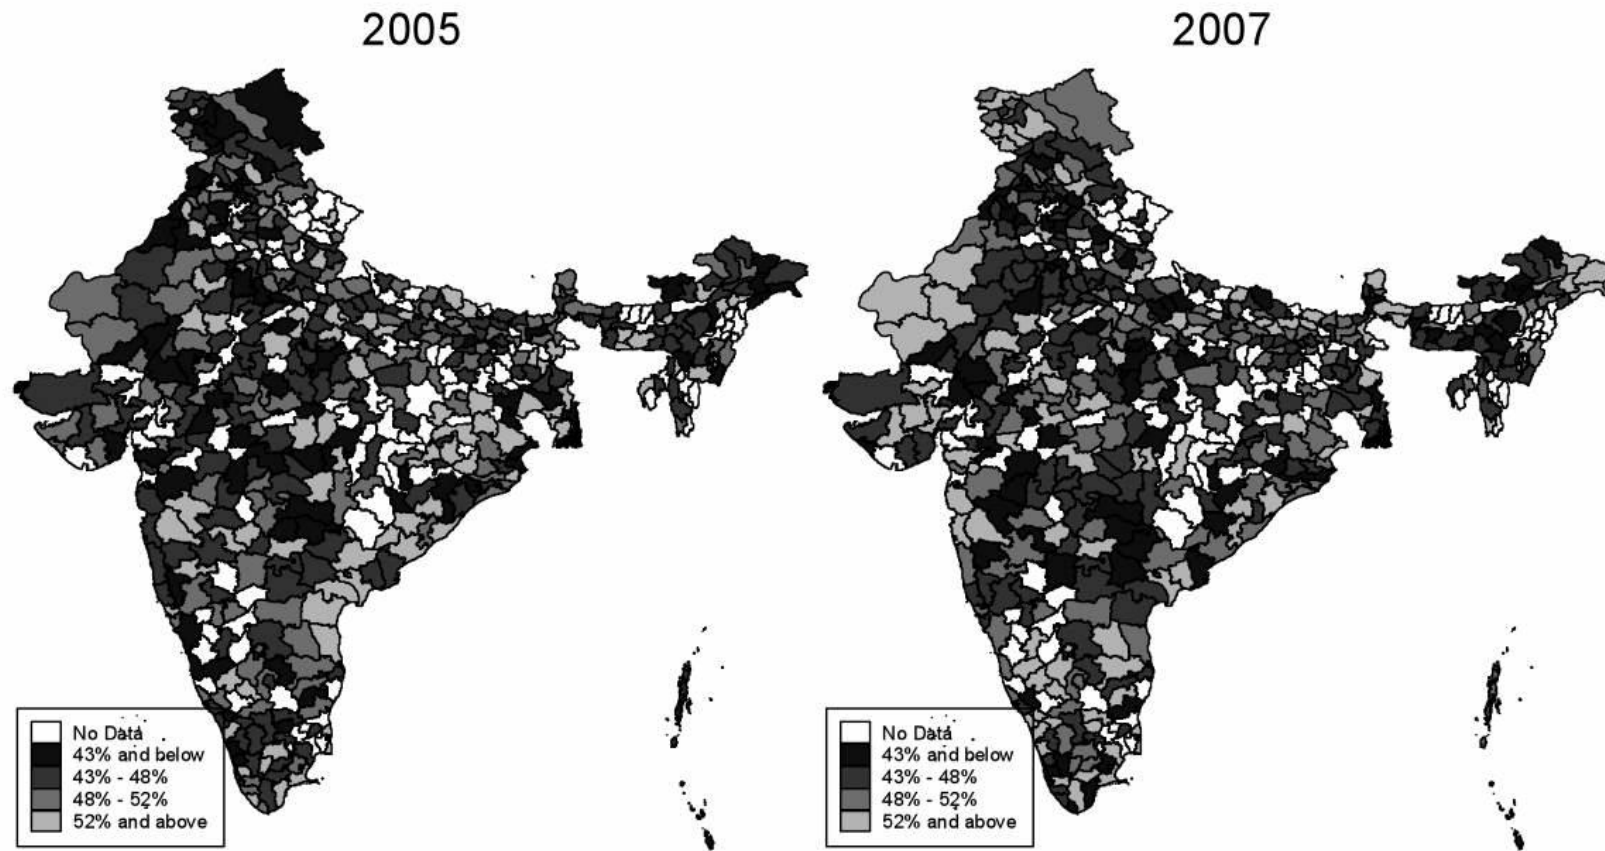 2005
2007
No Data
43% and below
43% - 48%
48% - 52%
52% and above
No Data
43% and below
43% - 48%
48% - 52%
52% and above